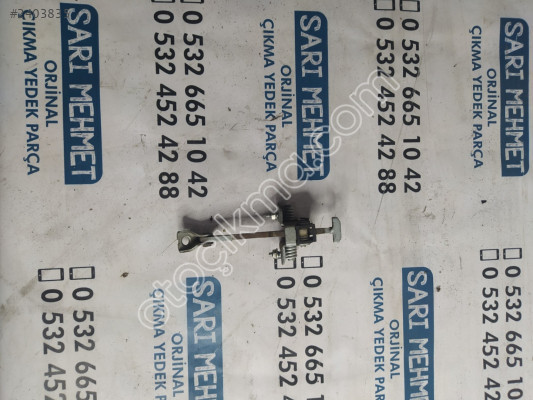 SARI MEHMET
ORJİNAL
ÇIKMA YEDEK PARÇA
0 532 665 10 42
0 532 452 42 88
SARI MEHMET
ORJİNAL
ÇIKMA YEDEK PARÇA
0 532 665 10 42
0 532 452 42 88
SARI MEHMET
ORJİNAL
ÇIKMA YEDEK PARÇA
0 532 665
0 532 452
SARI MEHMET
ORJİNAL
ÇIKMA YEDEK PARÇA
0 532 665
0 532 452
SARI MEHMET
ORJİNAL
ÇIKMA YEDEK PARÇA
0 532 665 10
0 532 452 42
otoçıkmacı.com